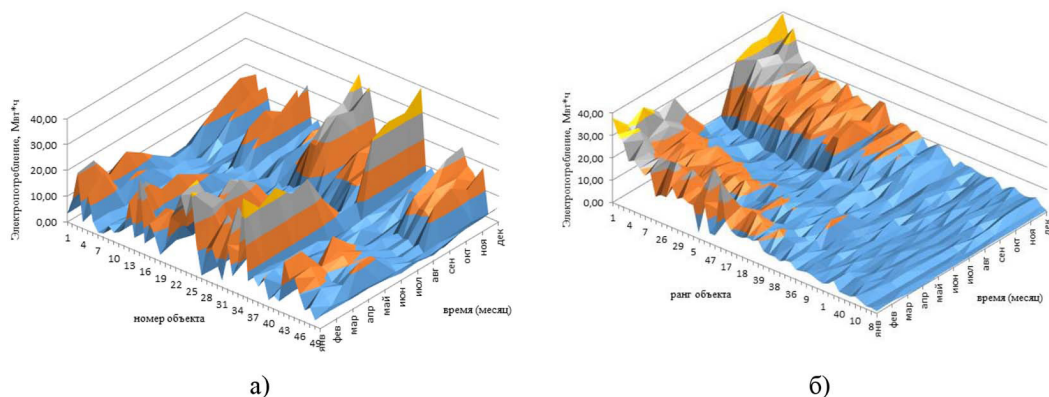 Электропотребление, Мвт*ч
40,00
30,00
20,00
10,00
0,00
1
4
7
10
13
16
19
22
25
28
31
34
37
40
43
46
49
номер объекта
янв
фев
мар
апр
май
июн
июл
авг
сен
окт
ноя
дек
время (месяц)
а)
Электропотребление, Мвт*ч
40,00
30,00
20,00
10,00
0,00
1
4
7
26
29
5
47
17
18
39
38
36
9
1
40
10
8
ранг объекта
янв
фев
мар
апр
май
июн
июл
авг
сен
окт
ноя
дек
время (месяц)
б)